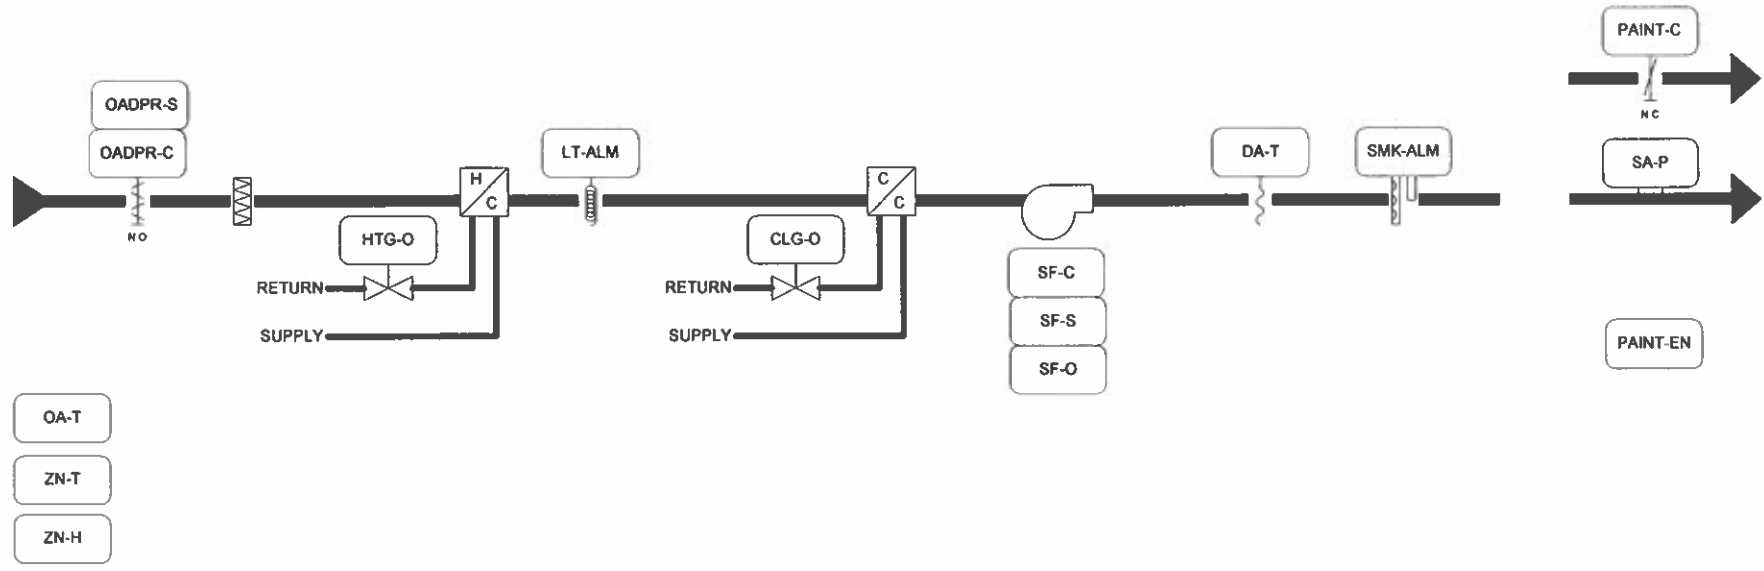 PAINT-C
NC
OADPR-S
OADPR-C
NO
H
C
LT-ALM
C
C
DA-T
SMK-ALM
SA-P
HTG-O
RETURN
SUPPLY
CLG-O
RETURN
SUPPLY
SF-C
SF-S
SF-O
PAINT-EN
OA-T
ZN-T
ZN-H